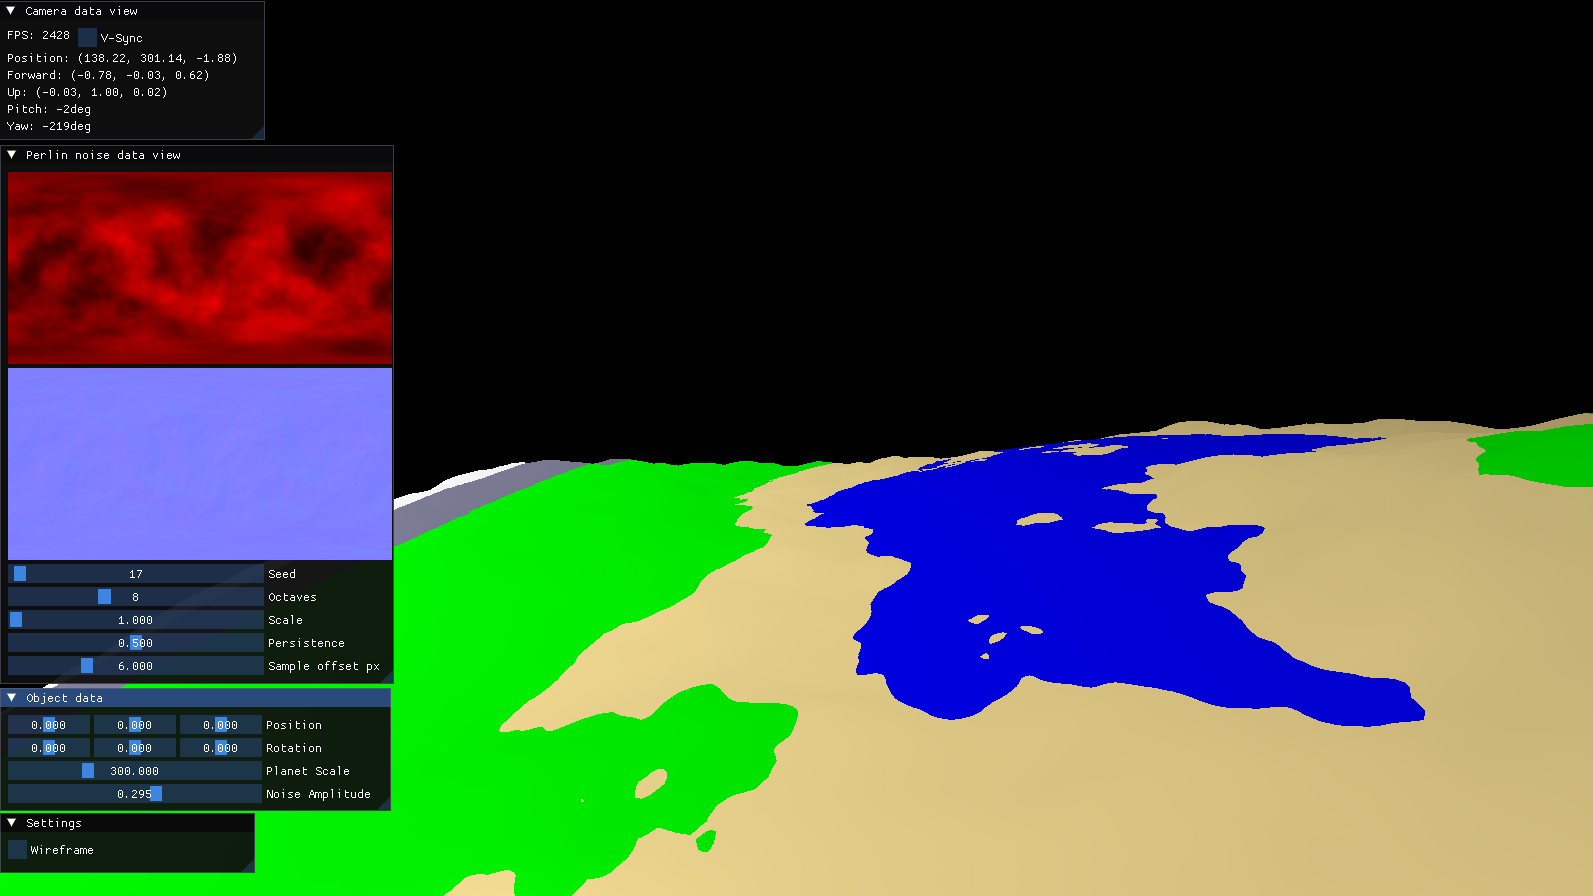 Camera data view
FPS: 2428 V-Sync
Position: (138.22, 301.14, -1.88)
Forward: (-0.78, -0.03, 0.62)
Up: (-0.03, 1.00, 0.02)
Pitch: -2deg
Yaw: -219deg
Perlin noise data view
17 Seed
8 Octaves
1.000 Scale
0.500 Persistence
6.000 Sample offset px
Object data
0.000 0.000 0.000 Position
0.000 0.000 0.000 Rotation
300.000 Planet Scale
0.295 Noise Amplitude
Settings
Wireframe